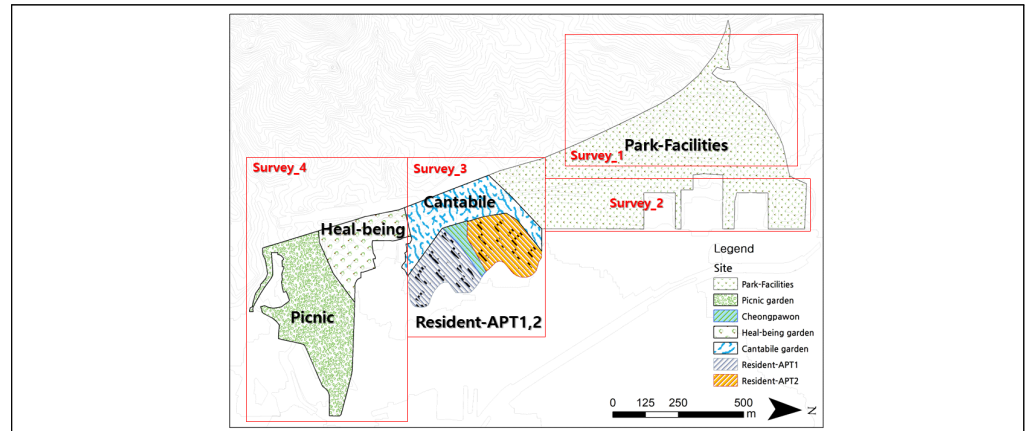 Park-Facilities
Survey_1
Survey_4
Survey_3
Survey_2
Cantabile
Heal-being
Picnic
Resident-APT1,2
Legend
Site
Park-Facilities
Picnic garden
Cheongpawon
Heal-being garden
Cantabile garden
Resident-APT1
Resident-APT2
0 125 250 500
m
N